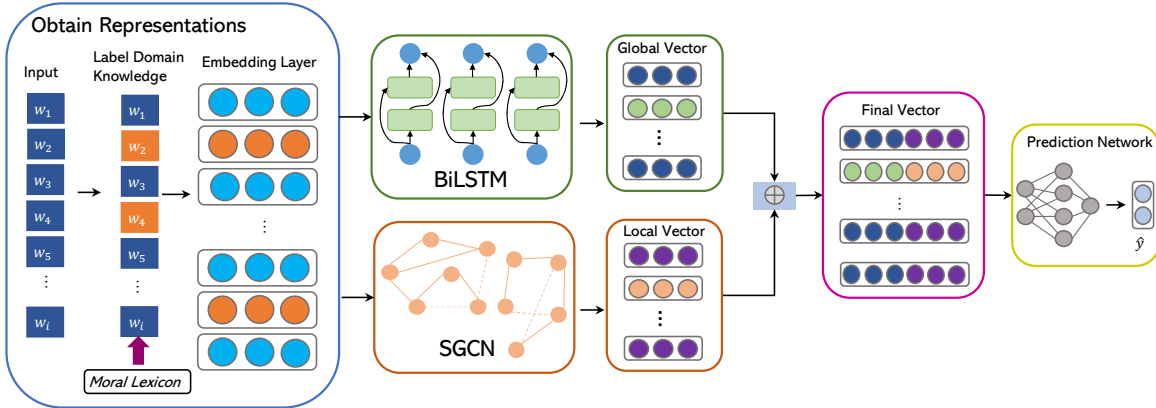 Obtain Representations
Input
Label Domain
Knowledge
Embedding Layer
w₁
w₂
w₃
w₄
w₅
⋮
wᵢ
w₁
w₂
w₃
w₄
w₅
⋮
wᵢ
⋮
Moral Lexicon
BiLSTM
SGCN
Global Vector
⋮
Local Vector
⋮
⊕
Final Vector
⋮
Prediction Network
ŷ